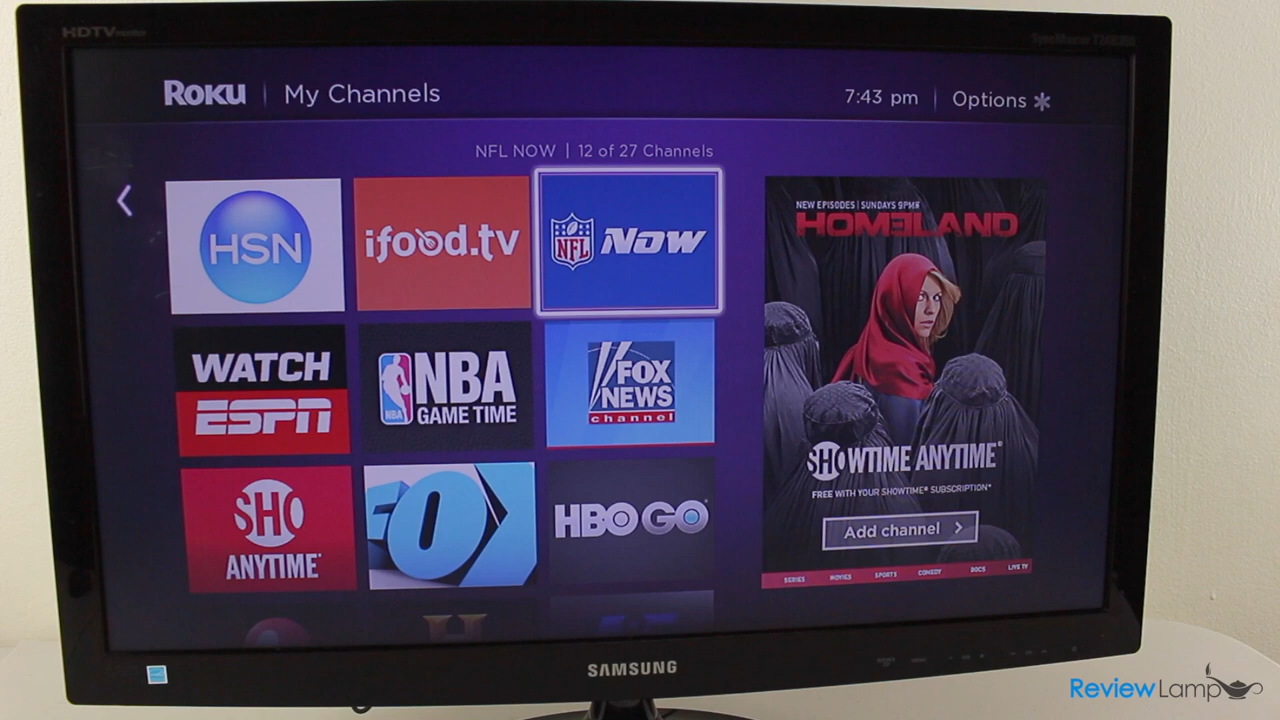 HDTV monitor
SyncMaster
Roku | My Channels
7:43 pm | Options *
NFL NOW | 12 of 27 Channels
HSN
ifood.tv
NFL Now
WATCH
ESPN
NBA
NBA
GAME TIME
FOX
NEWS
channel
SHO
ANYTIME
FOX
HBO GO
H
NEW EPISODES | SUNDAYS 9PM
HOMELAND
SHOWTIME ANYTIME®
FREE WITH YOUR SHOWTIME® SUBSCRIPTION*
Add channel >
SERIES MOVIES SPORTS COMEDY DOCS LIVE TV
SAMSUNG
ReviewLamp